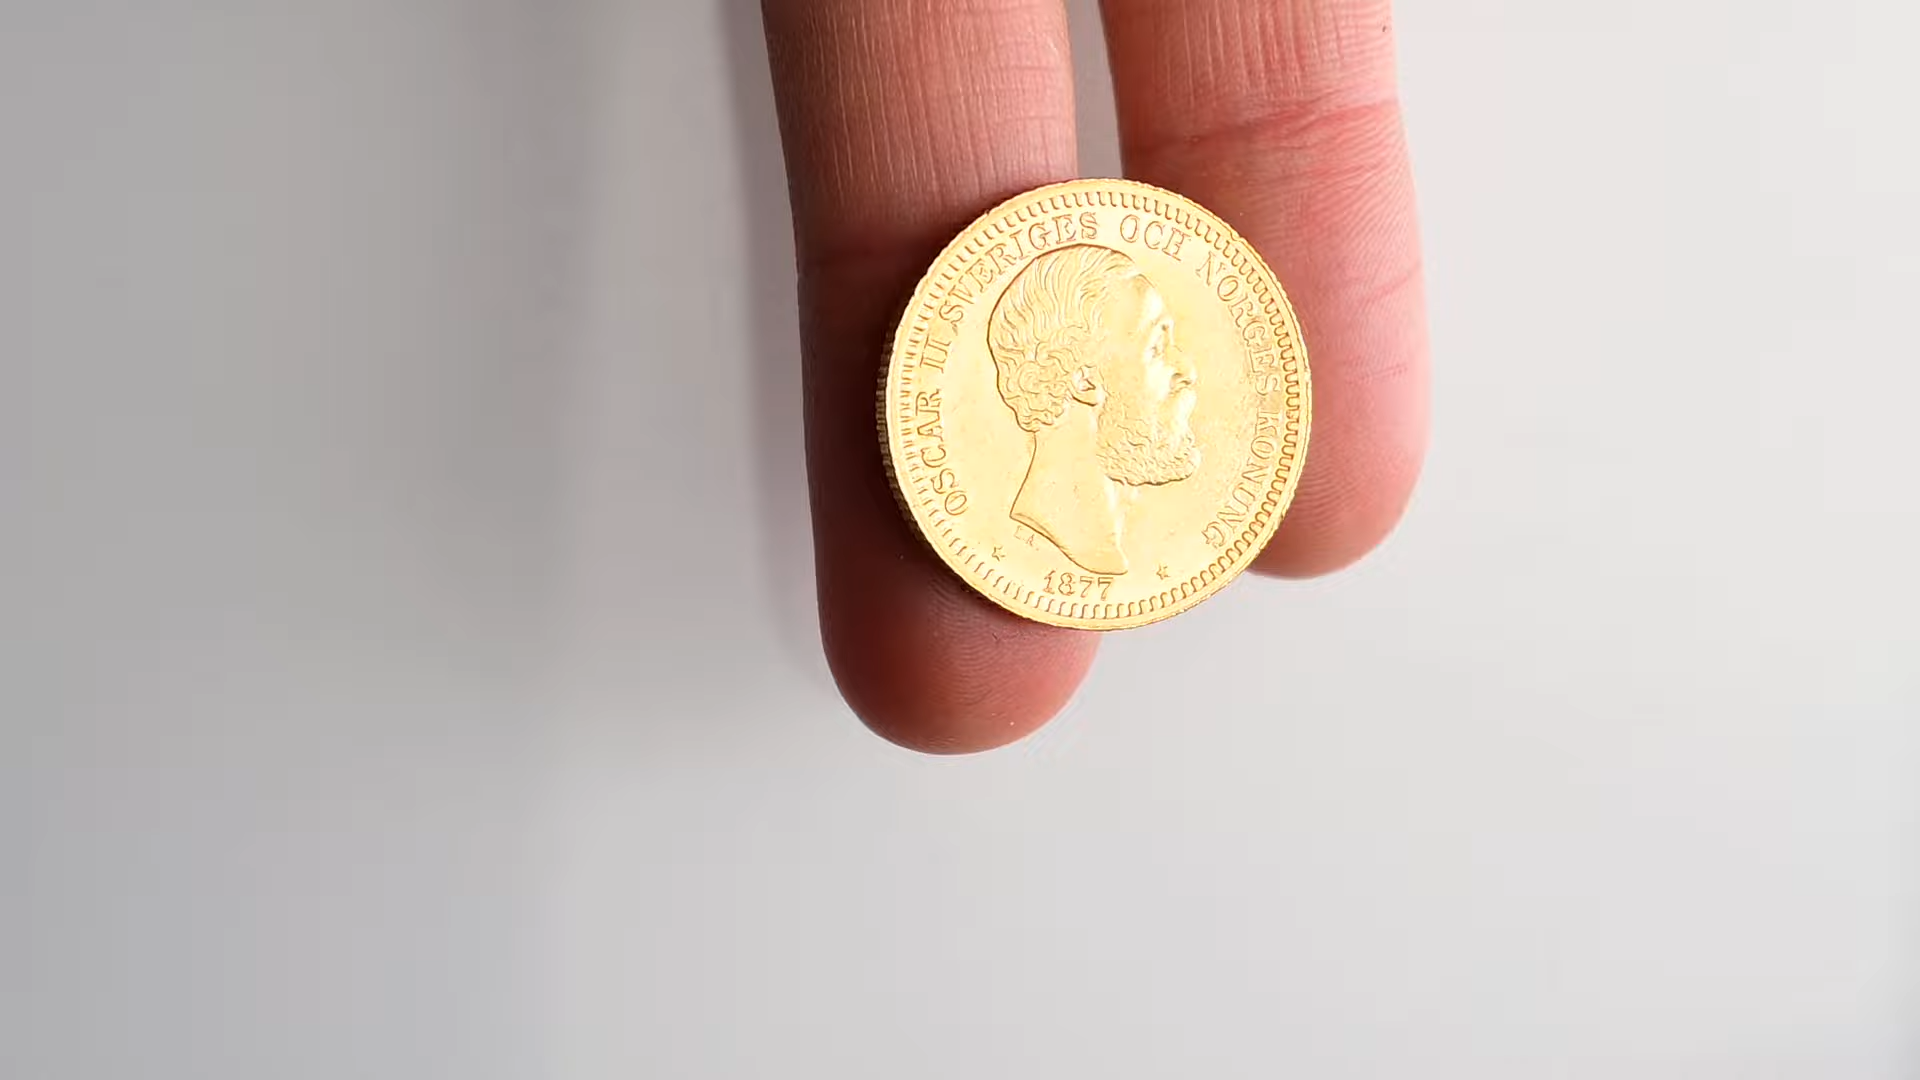 OSCAR II SVERIGES OCH NORGES KONUNG
L.A.
1877